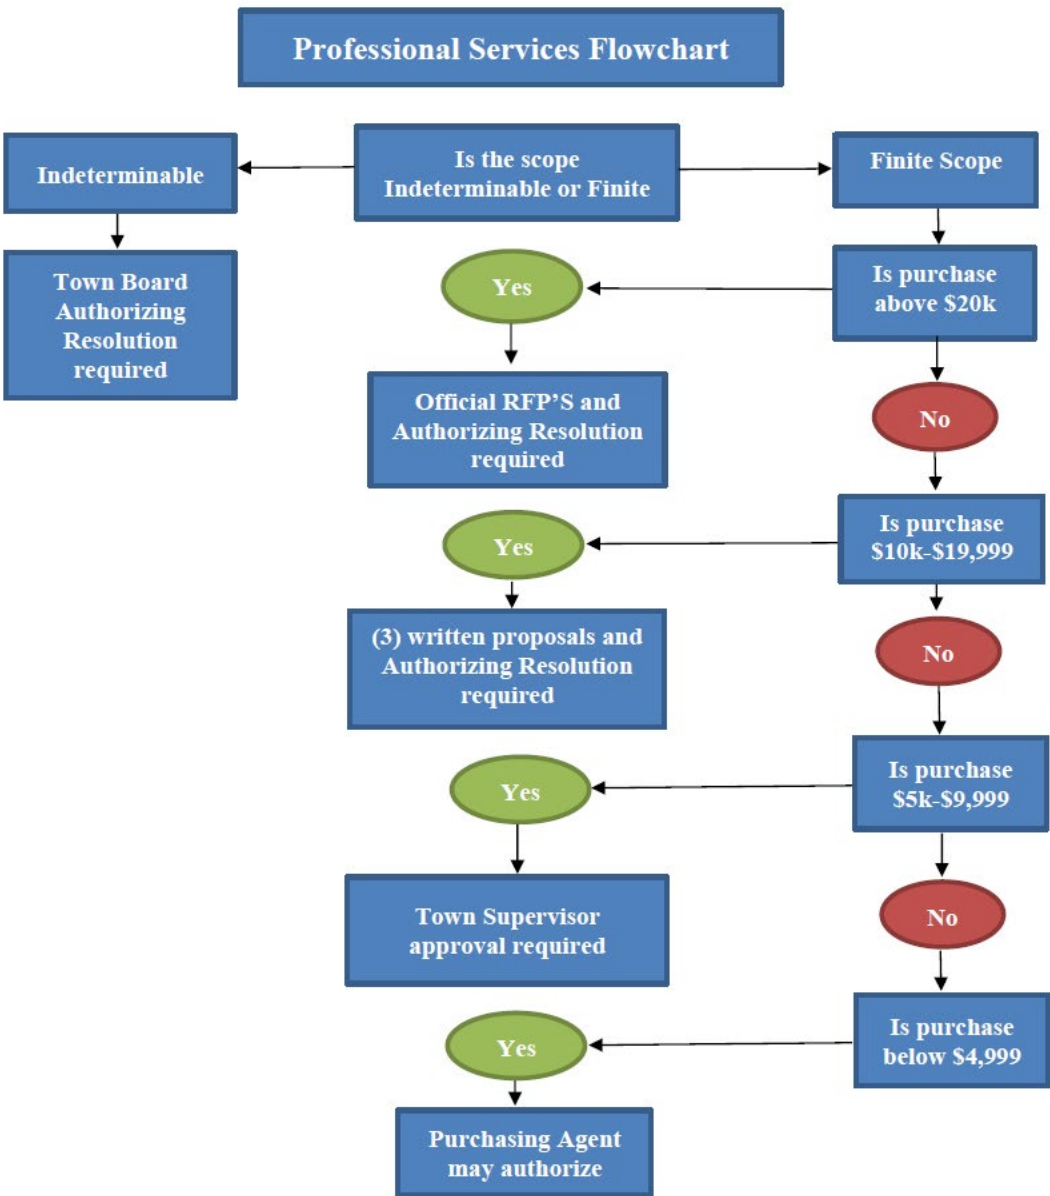 Professional Services Flowchart
Indeterminable
Is the scope
Indeterminable or Finite
Finite Scope
Town Board
Authorizing
Resolution
required
Yes
Is purchase
above $20k
Official RFP’S and
Authorizing Resolution
required
No
Yes
Is purchase
$10k-$19,999
(3) written proposals and
Authorizing Resolution
required
No
Yes
Is purchase
$5k-$9,999
Town Supervisor
approval required
No
Yes
Is purchase
below $4,999
Purchasing Agent
may authorize